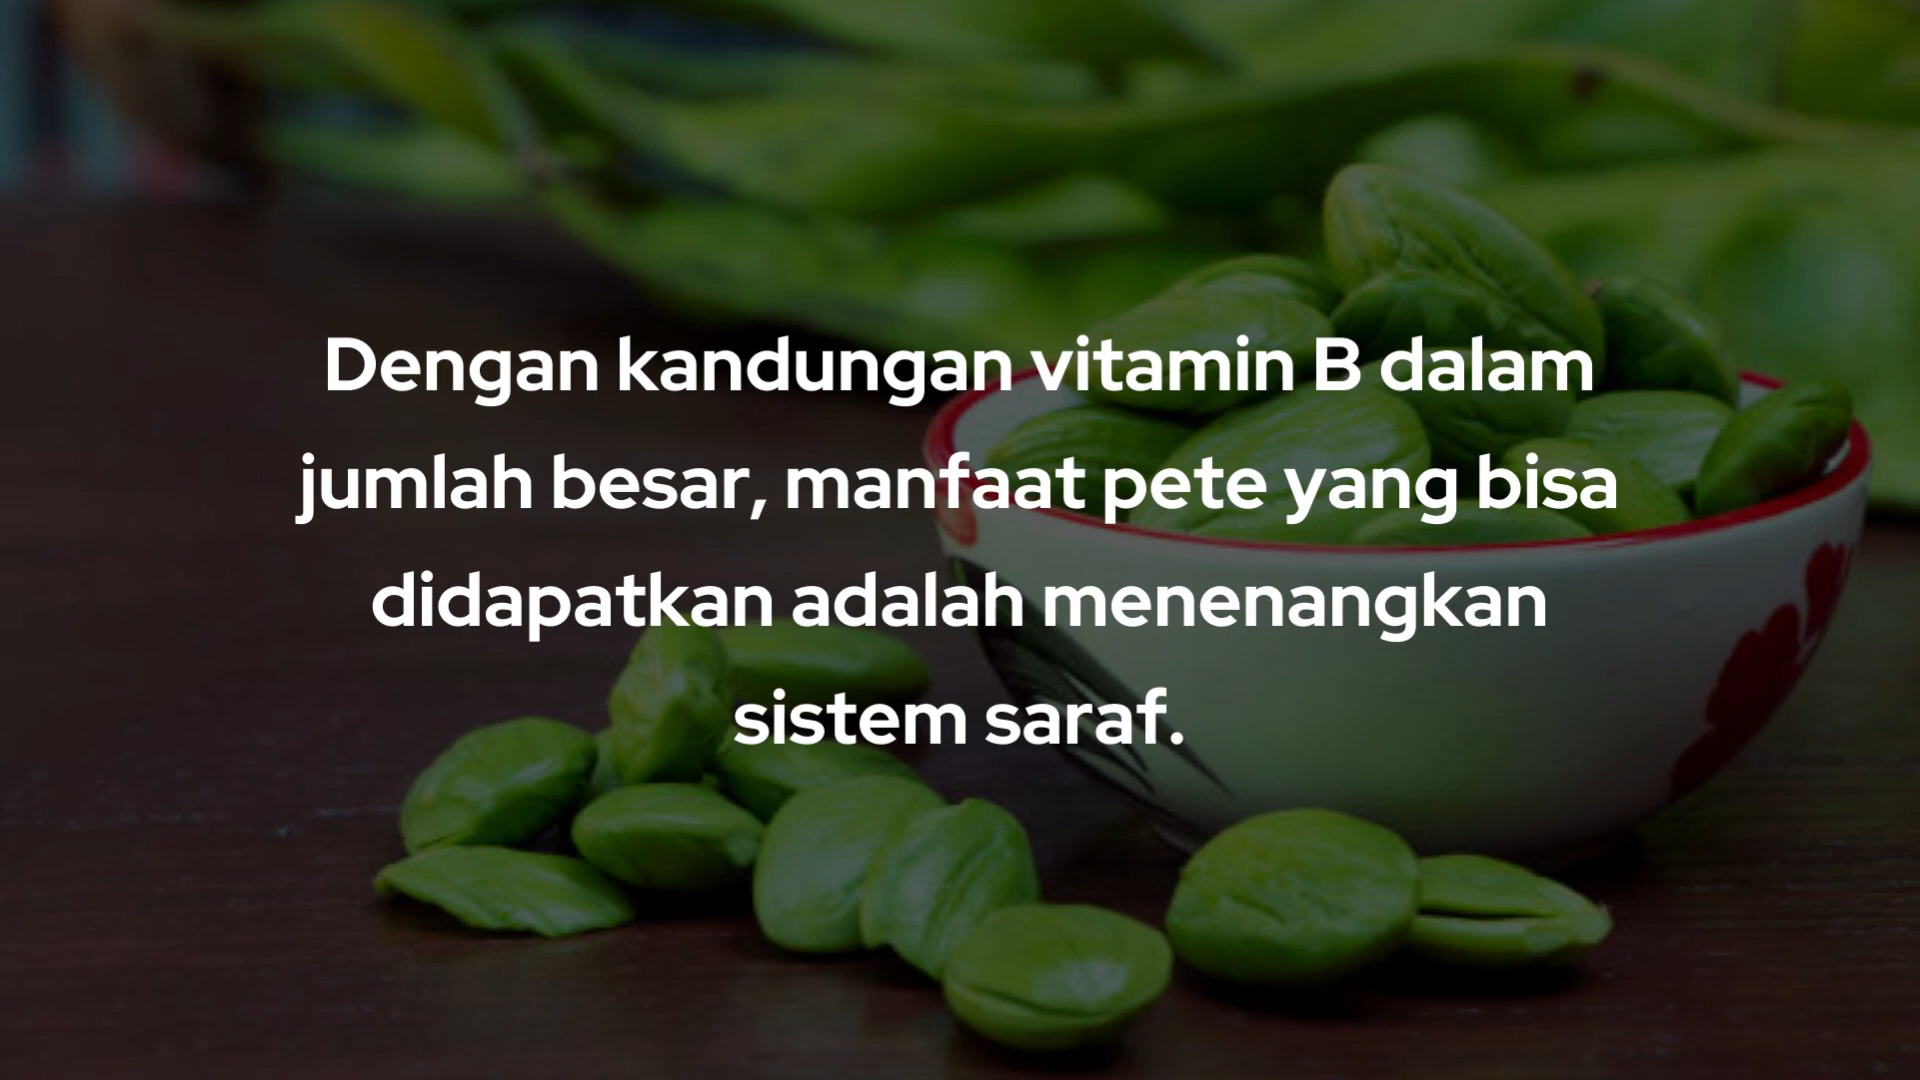 Dengan kandungan vitamin B dalam
jumlah besar, manfaat pete yang bisa
didapatkan adalah menenangkan
sistem saraf.